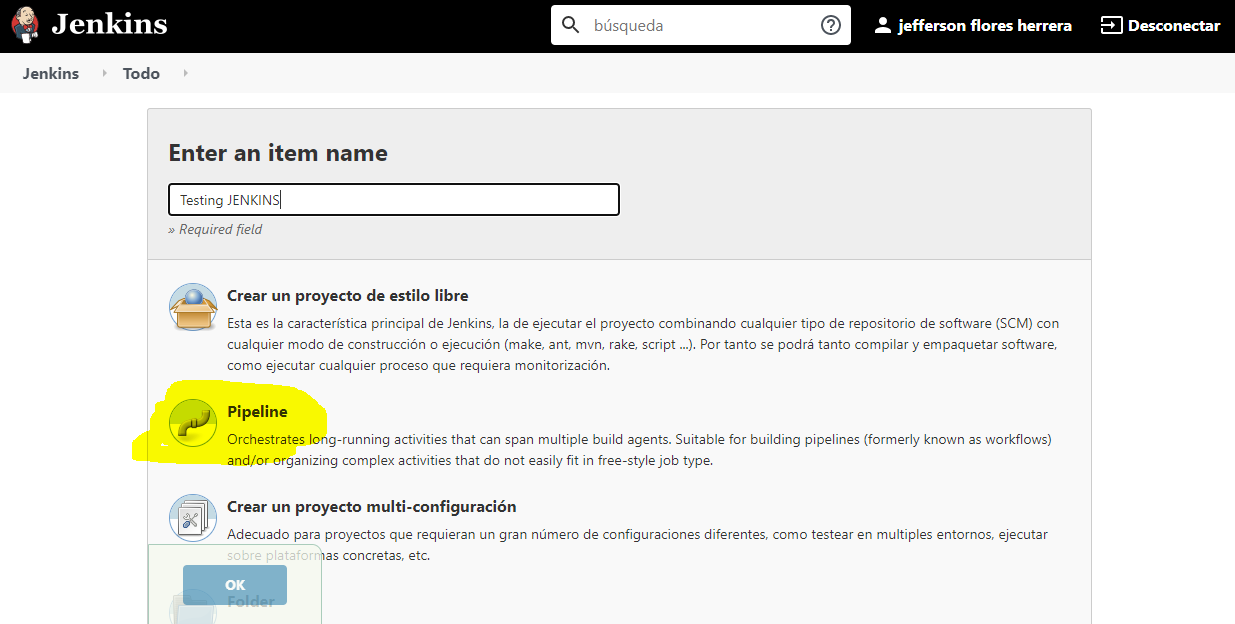 Jenkins
búsqueda
jefferson flores herrera
Desconectar
Jenkins
Todo
Enter an item name
Testing JENKINS
» Required field
Crear un proyecto de estilo libre
Esta es la característica principal de Jenkins, la de ejecutar el proyecto combinando cualquier tipo de repositorio de software (SCM) con
cualquier modo de construcción o ejecución (make, ant, mvn, rake, script ...). Por tanto se podrá tanto compilar y empaquetar software,
como ejecutar cualquier proceso que requiera monitorización.
Pipeline
Orchestrates long-running activities that can span multiple build agents. Suitable for building pipelines (formerly known as workflows)
and/or organizing complex activities that do not easily fit in free-style job type.
Crear un proyecto multi-configuración
Adecuado para proyectos que requieran un gran número de configuraciones diferentes, como testear en multiples entornos, ejecutar
sobre plataformas concretas, etc.
OK
Folder